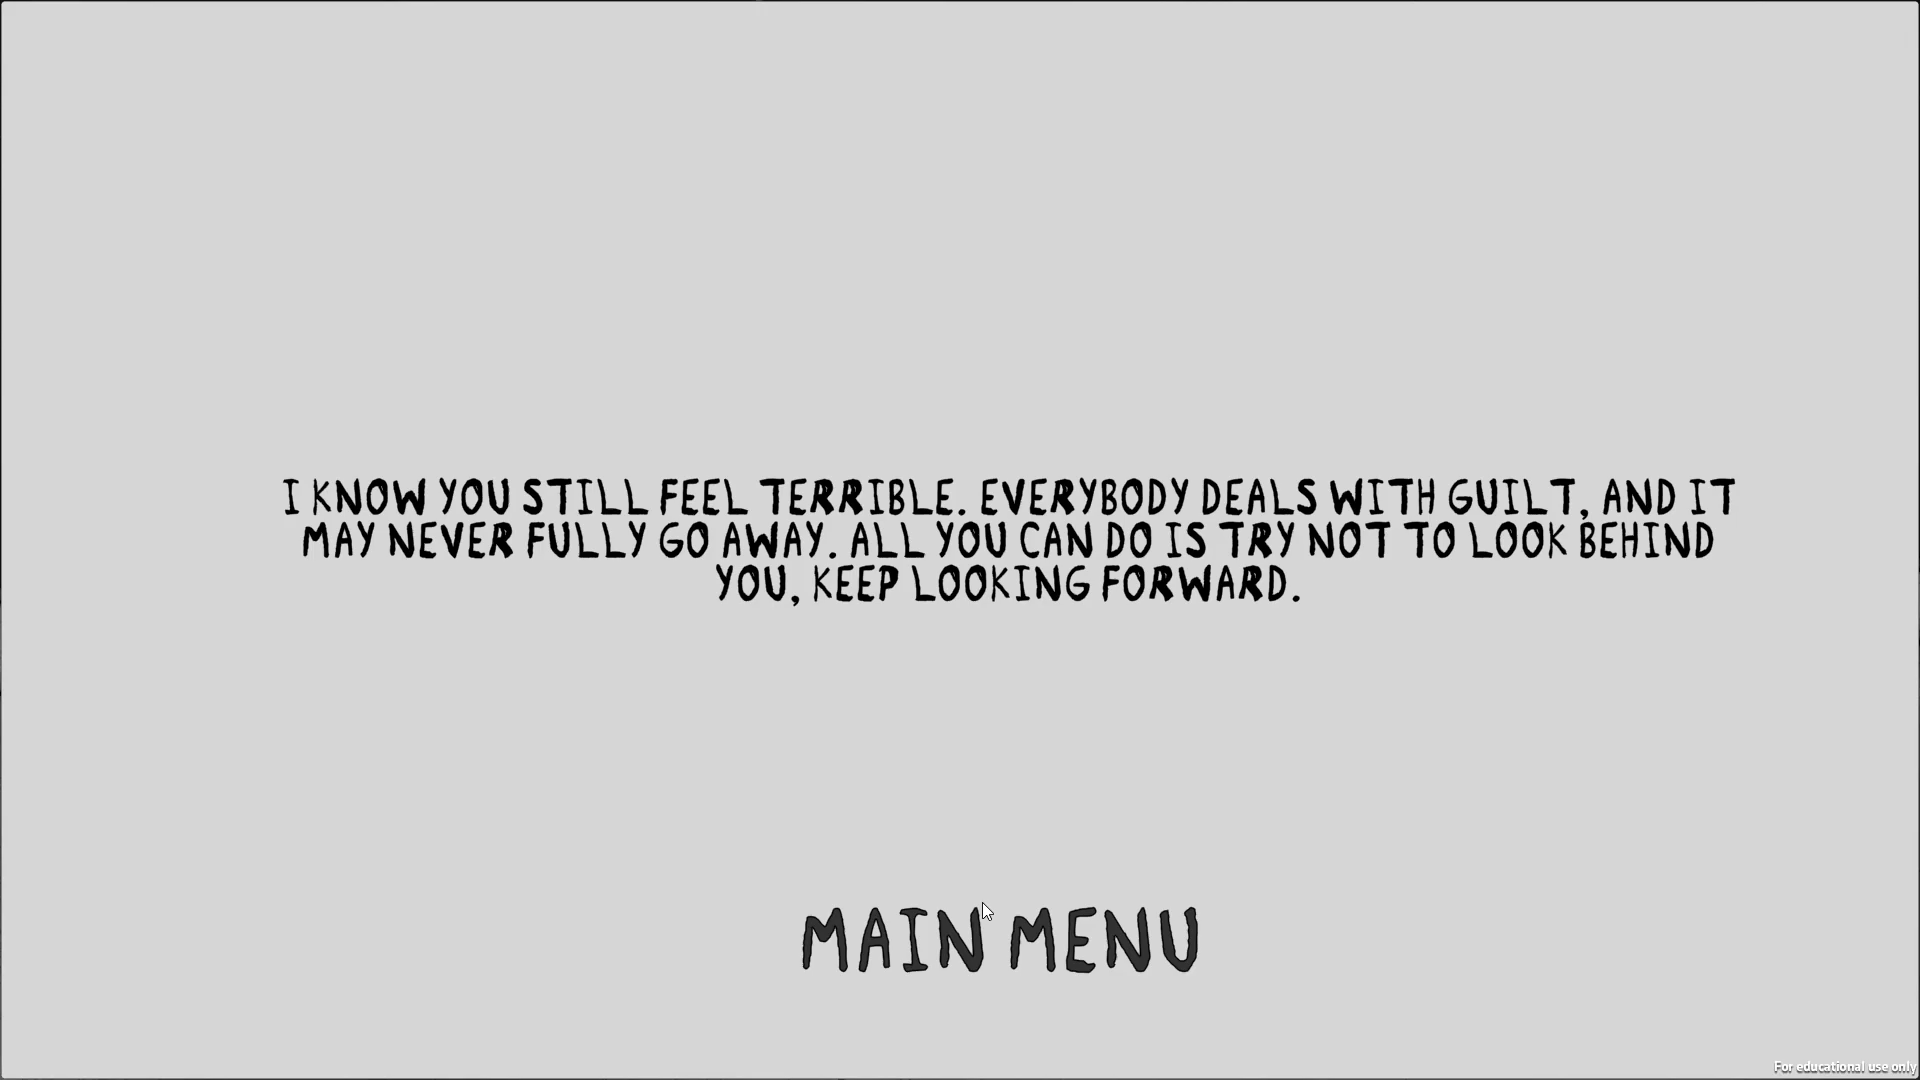 I KNOW YOU STILL FEEL TERRIBLE. EVERYBODY DEALS WITH GUILT, AND IT
MAY NEVER FULLY GO AWAY. ALL YOU CAN DO IS TRY NOT TO LOOK BEHIND
YOU, KEEP LOOKING FORWARD.
MAIN MENU
For educational use only